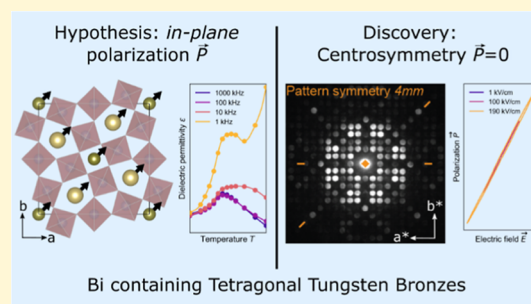 Hypothesis: in-plane
polarization P⃗
1000 kHz
100 kHz
10 kHz
1 kHz
Dielectric permittivity ε
Temperature T
b
a
Discovery:
Centrosymmetry P⃗=0
Pattern symmetry 4mm
b*
a*
1 kV/cm
100 kV/cm
190 kV/cm
Polarization P⃗
Electric field E⃗
Bi containing Tetragonal Tungsten Bronzes